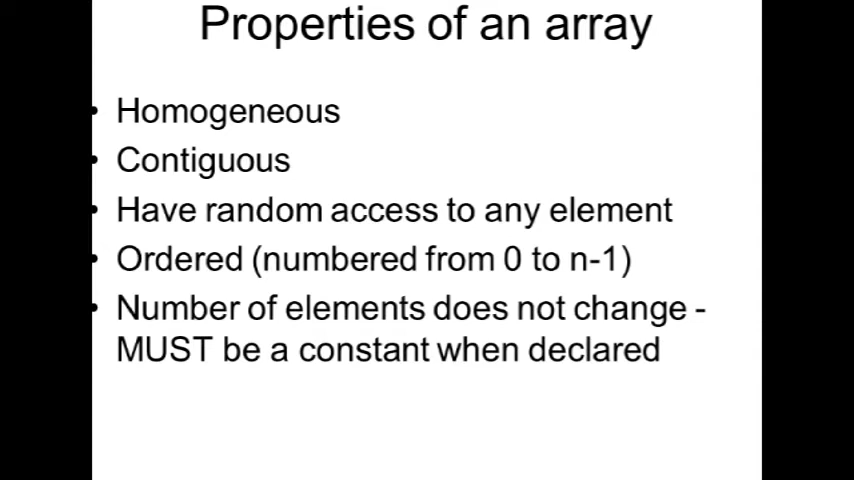 Properties of an array
• Homogeneous
• Contiguous
• Have random access to any element
• Ordered (numbered from 0 to n-1)
• Number of elements does not change -
MUST be a constant when declared